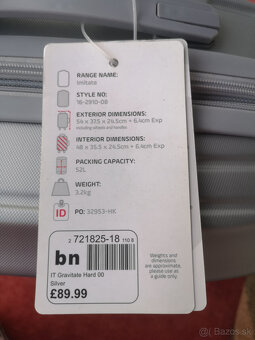 RANGE NAME:
Imitate
STYLE NO:
16-2910-08
EXTERIOR DIMENSIONS:
54 x 37.5 x 24.5cm + 6.4cm Exp
including wheels and handles
INTERIOR DIMENSIONS:
48 x 35.5 x 24.5cm + 6.4cm Exp
PACKING CAPACITY:
52L
WEIGHT:
3.2kg
ID
PO: 32953-HK
2 721825-18 110 8
bn
IT Gravitate Hard 00
Silver
£89.99
Weights and
dimensions
are approximate,
please use as
a guide only.
bazos.sk